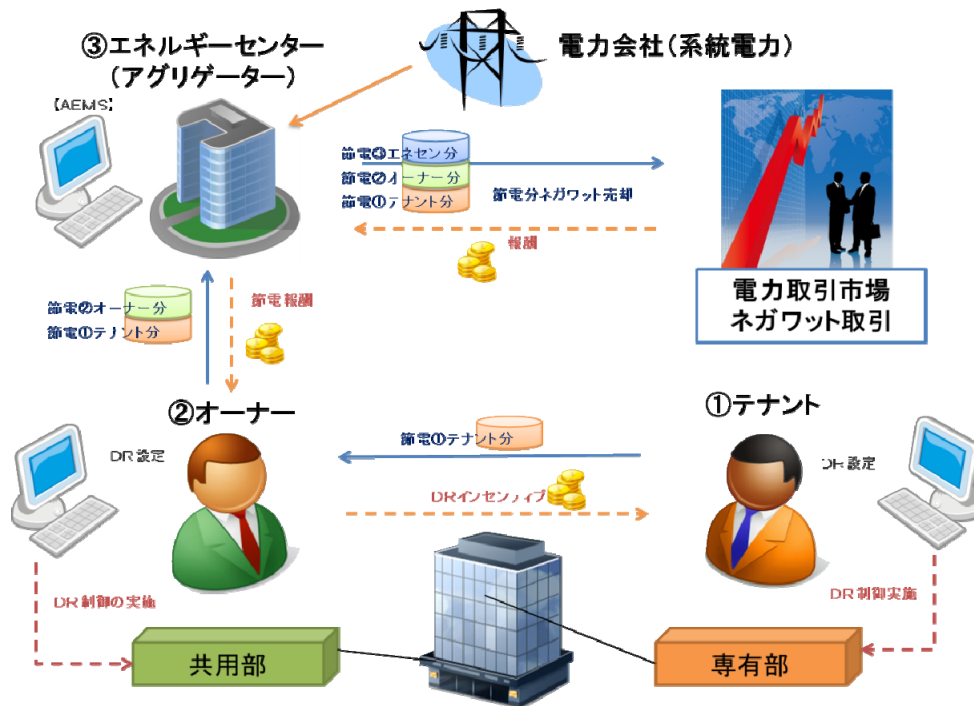 ③エネルギーセンター
（アグリゲーター）
電力会社（系統電力）
【AEMS】
節電③エネセン分
節電②オーナー分
節電①テナント分
節電分ネガワット売却
報酬
電力取引市場
ネガワット取引
節電②オーナー分
節電①テナント分
節電報酬
②オーナー
①テナント
DR設定
節電①テナント分
DR設定
DRインセンティブ
DR制御の実施
DR制御実施
共用部
専有部